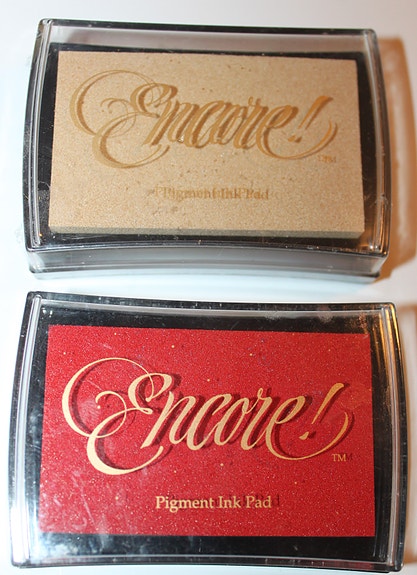 Encore!
TM
Pigment Ink Pad
Encore!
TM
Pigment Ink Pad